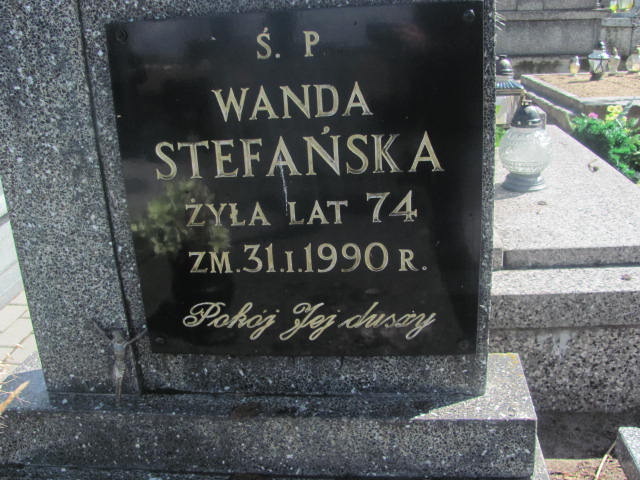 Ś. P
WANDA
STEFAŃSKA
ŻYŁA LAT 74
ZM. 31.I.1990 R.
Pokój Jej duszy